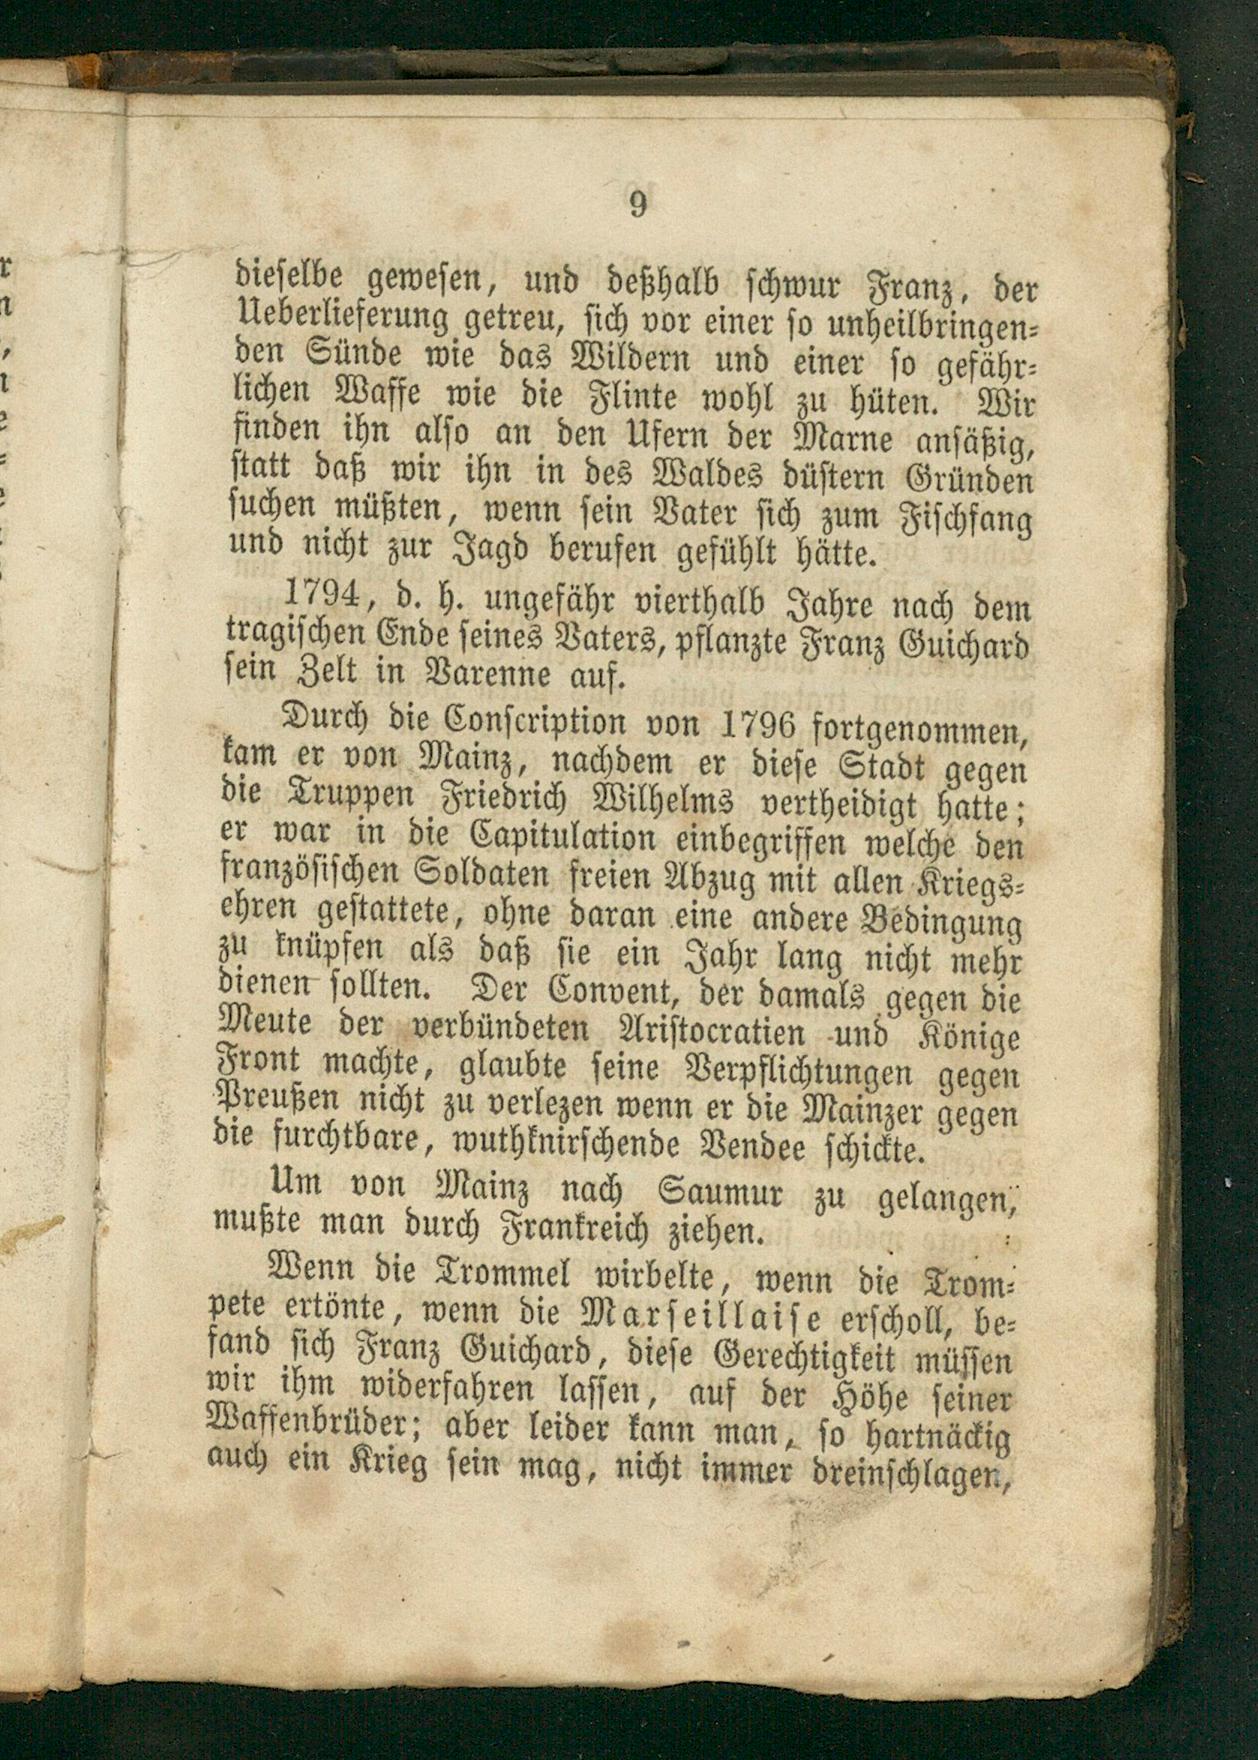 9
dieselbe gewesen, und deßhalb schwur Franz, der
Ueberlieferung getreu, sich vor einer so unheilbringen-
den Sünde wie das Wildern und einer so gefähr-
lichen Waffe wie die Flinte wohl zu hüten. Wir
finden ihn also an den Ufern der Marne ansäßig,
statt daß wir ihn in des Waldes düstern Gründen
suchen müßten, wenn sein Vater sich zum Fischfang
und nicht zur Jagd berufen gefühlt hätte.
1794, d. h. ungefähr vierthalb Jahre nach dem
tragischen Ende seines Vaters, pflanzte Franz Guichard
sein Zelt in Varenne auf.
Durch die Conscription von 1796 fortgenommen,
kam er von Mainz, nachdem er diese Stadt gegen
die Truppen Friedrich Wilhelms vertheidigt hatte;
er war in die Capitulation einbegriffen welche den
französischen Soldaten freien Abzug mit allen Kriegs-
ehren gestattete, ohne daran eine andere Bedingung
zu knüpfen als daß sie ein Jahr lang nicht mehr
dienen sollten. Der Convent, der damals gegen die
Meute der verbündeten Aristocratien und Könige
Front machte, glaubte seine Verpflichtungen gegen
Preußen nicht zu verlezen wenn er die Mainzer gegen
die furchtbare, wuthknirschende Vendee schickte.
Um von Mainz nach Saumur zu gelangen,
mußte man durch Frankreich ziehen.
Wenn die Trommel wirbelte, wenn die Trom-
pete ertönte, wenn die Marseillaise erscholl, be-
fand sich Franz Guichard, diese Gerechtigkeit müssen
wir ihm widerfahren lassen, auf der Höhe seiner
Waffenbrüder; aber leider kann man, so hartnäckig
auch ein Krieg sein mag, nicht immer dreinschlagen,